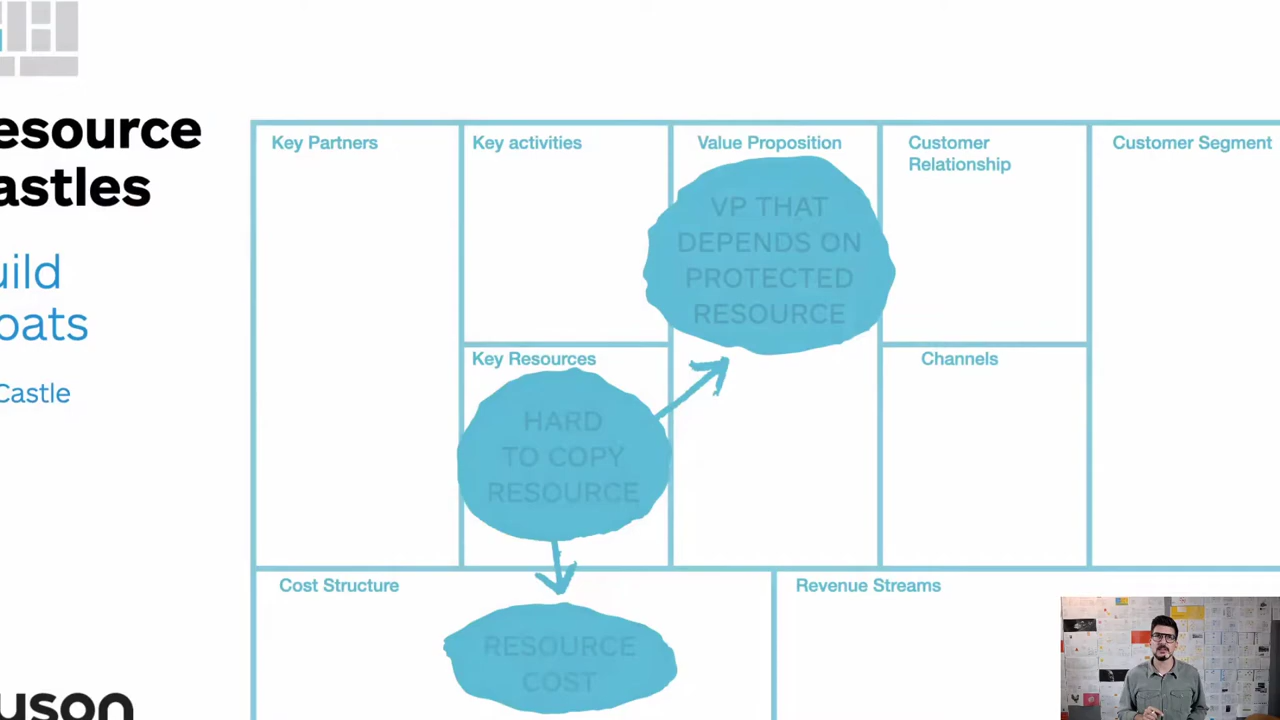 esource
astles
uild
oats
Castle
uson
Key Partners
Key activities
Value Proposition
Customer
Relationship
Customer Segment
VP THAT
DEPENDS ON
PROTECTED
RESOURCE
Key Resources
HARD
TO COPY
RESOURCE
Channels
Cost Structure
RESOURCE
COST
Revenue Streams